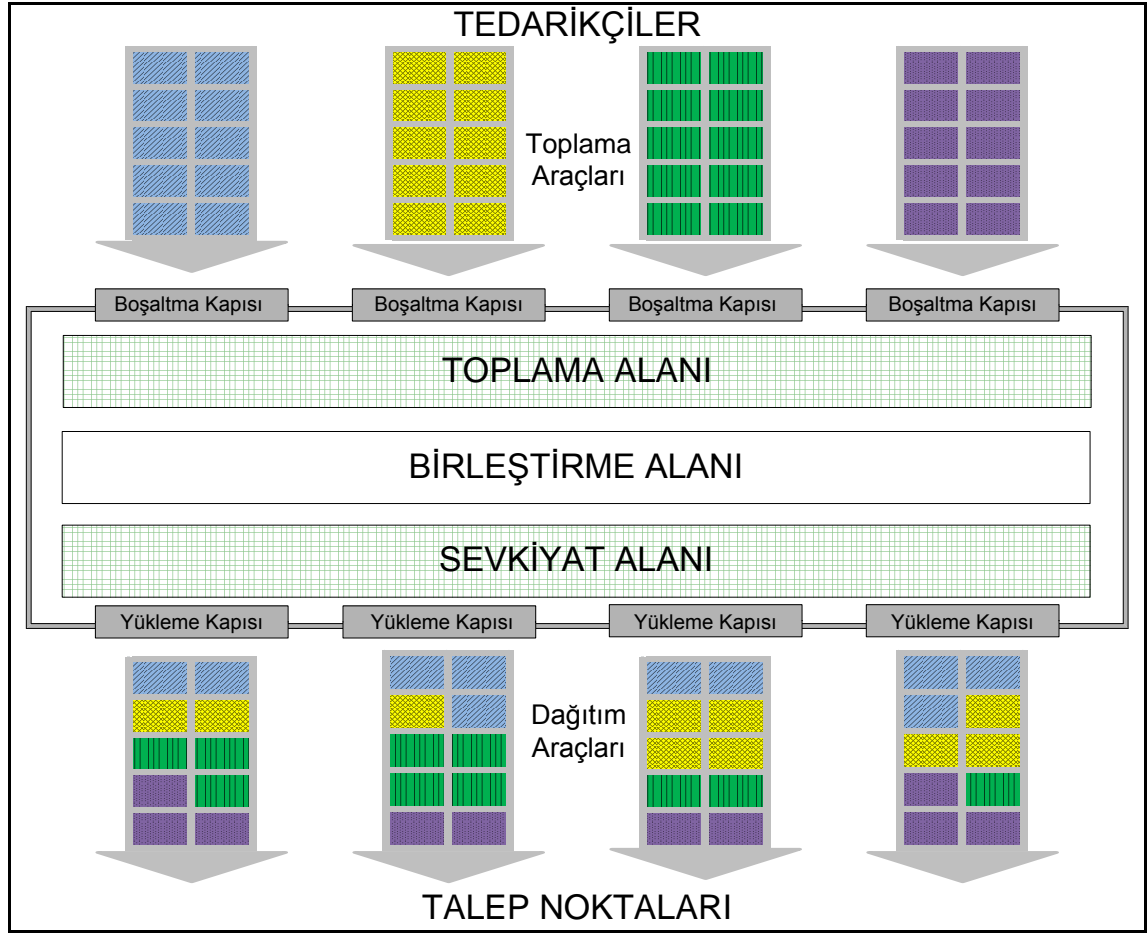 TEDARİKÇİLER
Toplama
Araçları
Boşaltma Kapısı
Boşaltma Kapısı
Boşaltma Kapısı
Boşaltma Kapısı
TOPLAMA ALANI
BİRLEŞTİRME ALANI
SEVKİYAT ALANI
Yükleme Kapısı
Yükleme Kapısı
Yükleme Kapısı
Yükleme Kapısı
Dağıtım
Araçları
TALEP NOKTALARI